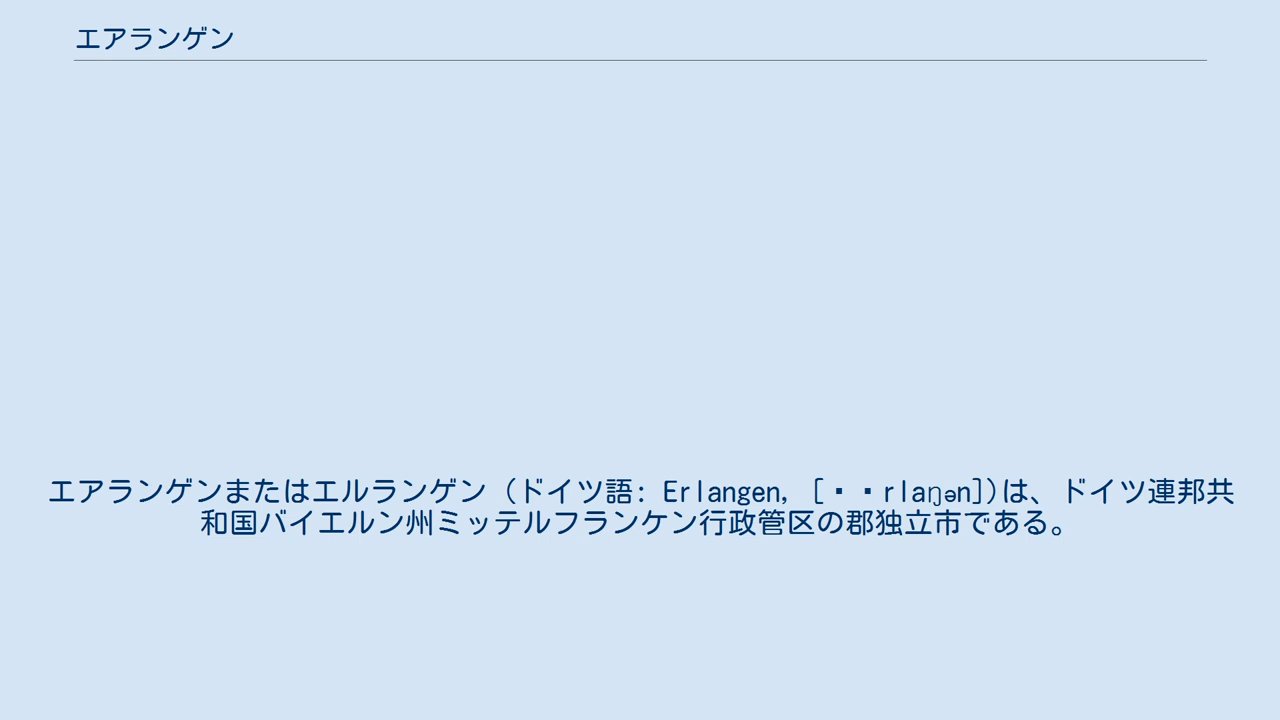 エアランゲン
エアランゲンまたはエルランゲン (ドイツ語: Erlangen, [▪▪rlaŋən])は、ドイツ連邦共
和国バイエルン州ミッテルフランケン行政管区の郡独立市である。